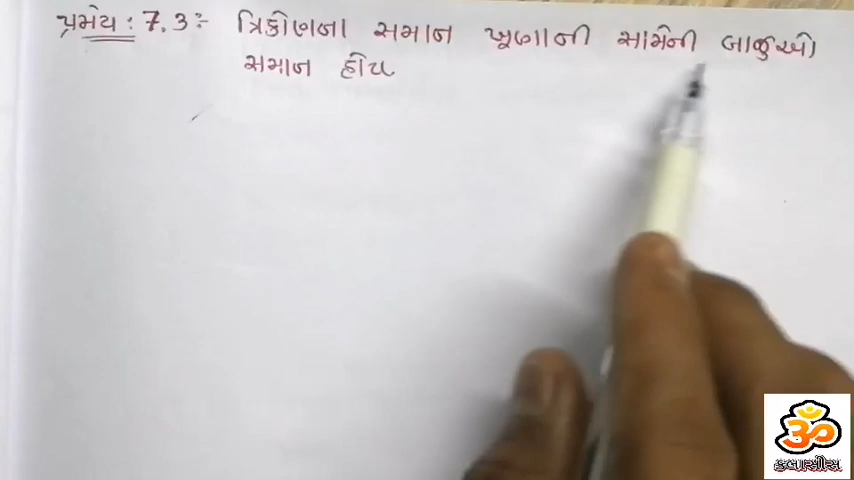 પ્રમેય : 7.3 :- ત્રિકોણના સમાન ખૂણાની સામેની બાજુઓ
સમાન હોય
ૐ
ક્લાસીસ